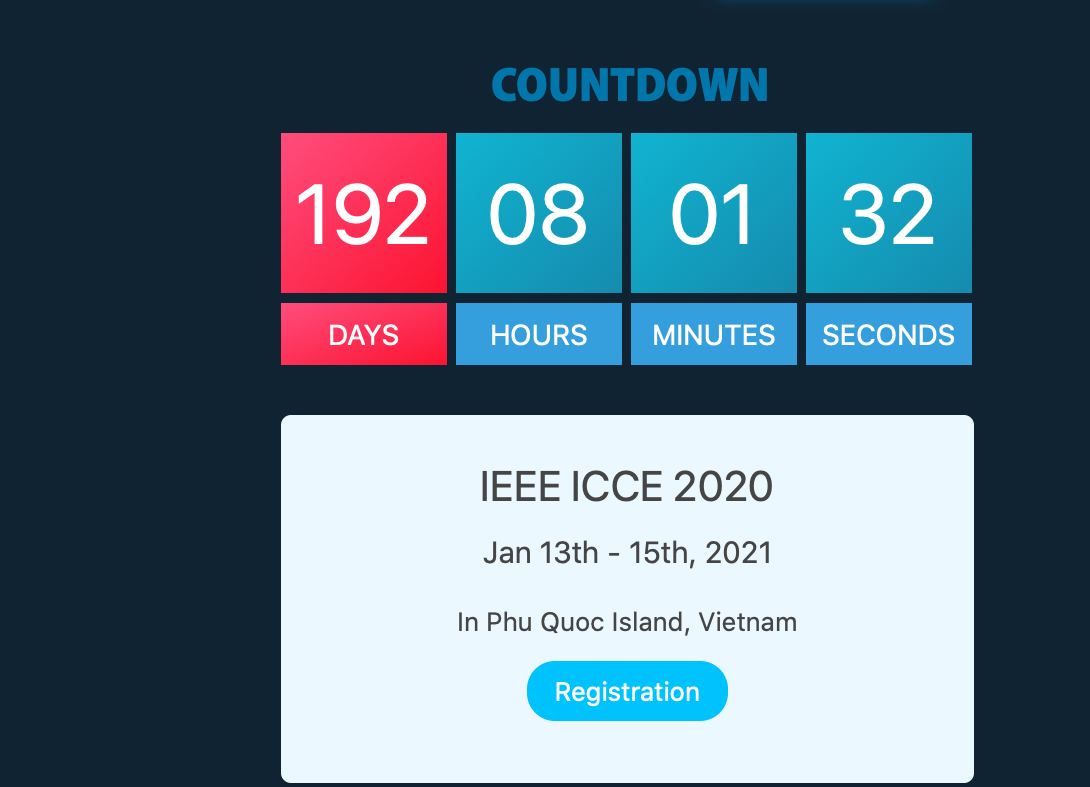 COUNTDOWN
192 08 01 32
DAYS HOURS MINUTES SECONDS
IEEE ICCE 2020
Jan 13th - 15th, 2021
In Phu Quoc Island, Vietnam
Registration